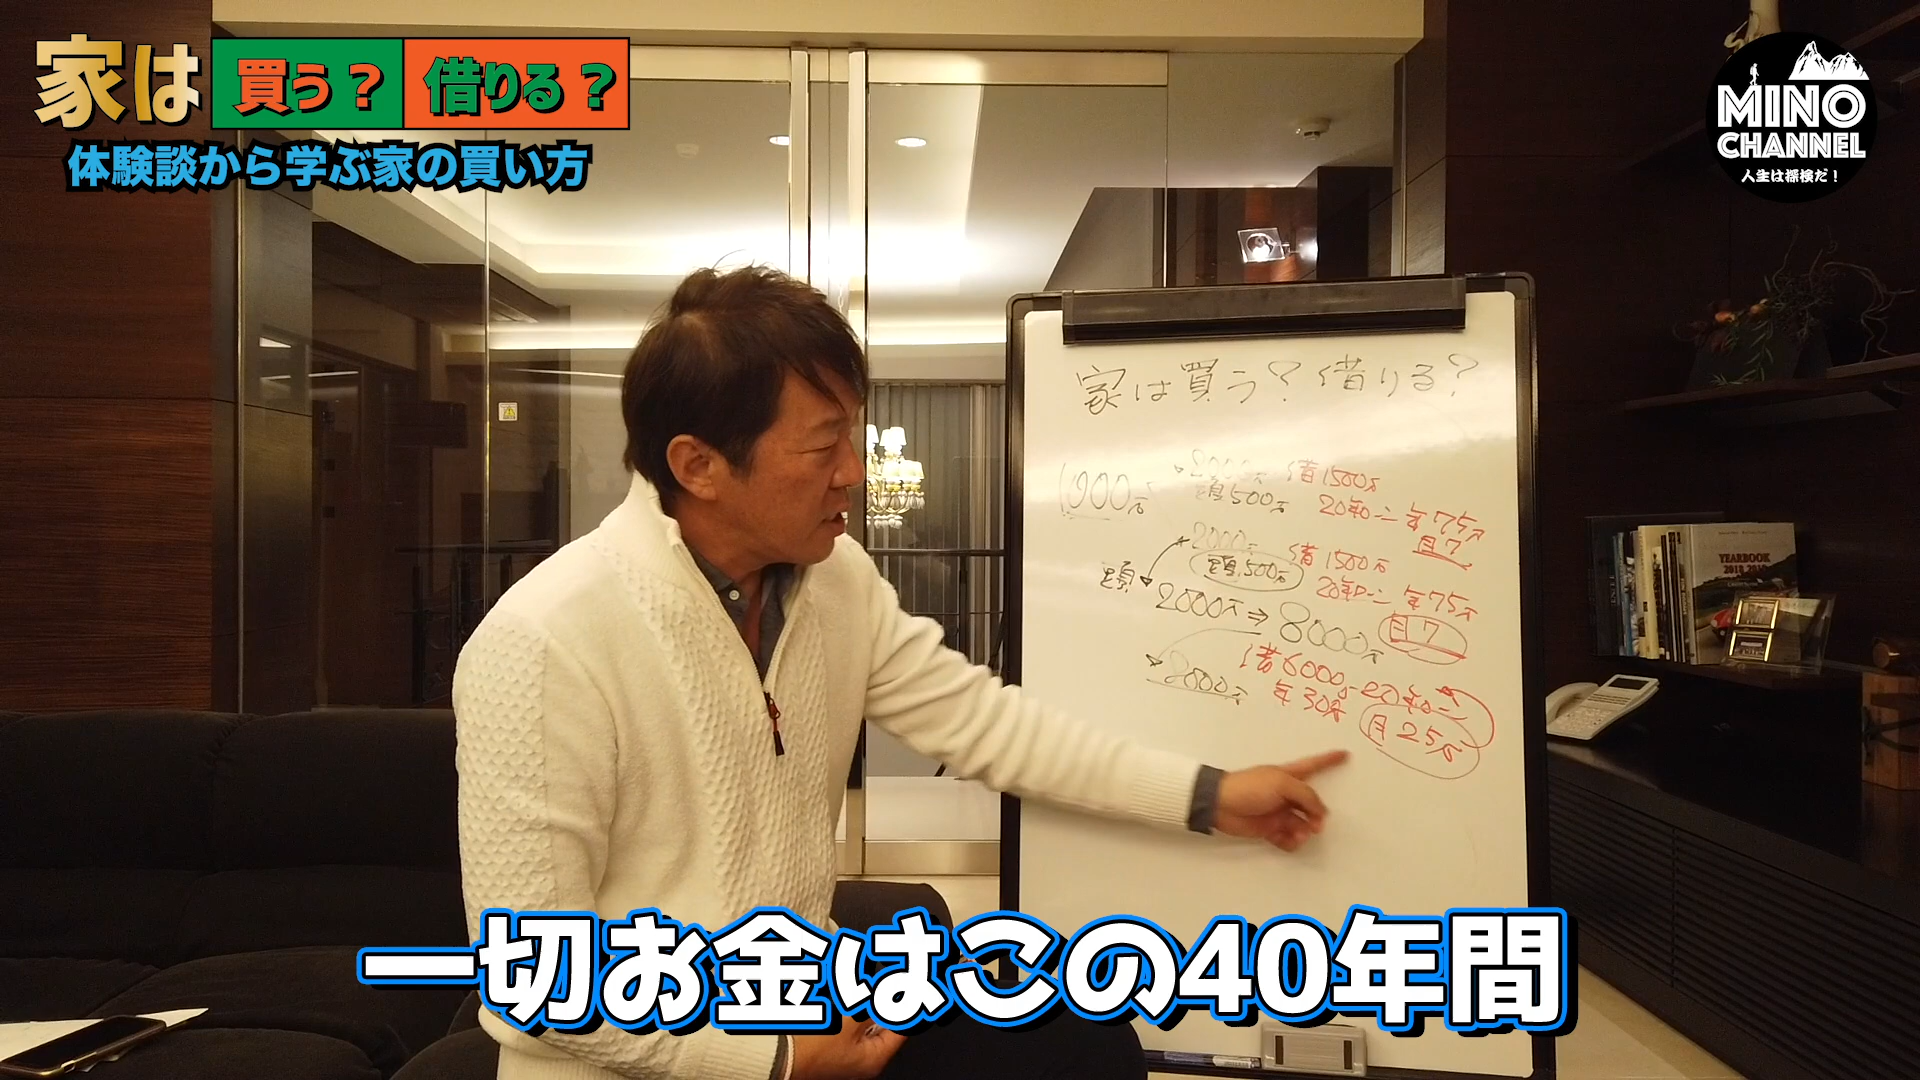 家は買う？借りる？
体験談から学ぶ家の買い方
MINO
CHANNEL
人生は探検だ！
家は買う？借りる？
1000万
2000万 借1500万
頭500万 20年ローン 年75万
月7
2000万 借1500万
頭500万 20年ローン 年75万
頭
2000万⇒8000万 月7
借6000万 20年ローン
2000万 年300万
月25万
YEARBOOK
一切お金はこの40年間